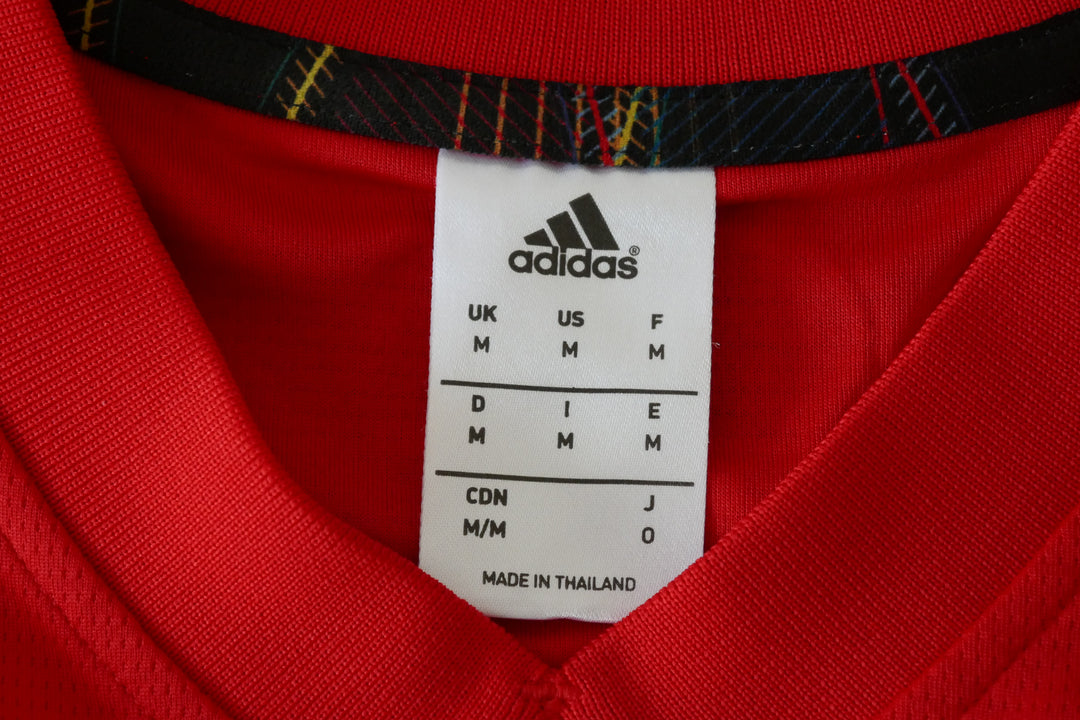 adidas®
UK US F
M M M
D I E
M M M
CDN J
M/M O
MADE IN THAILAND